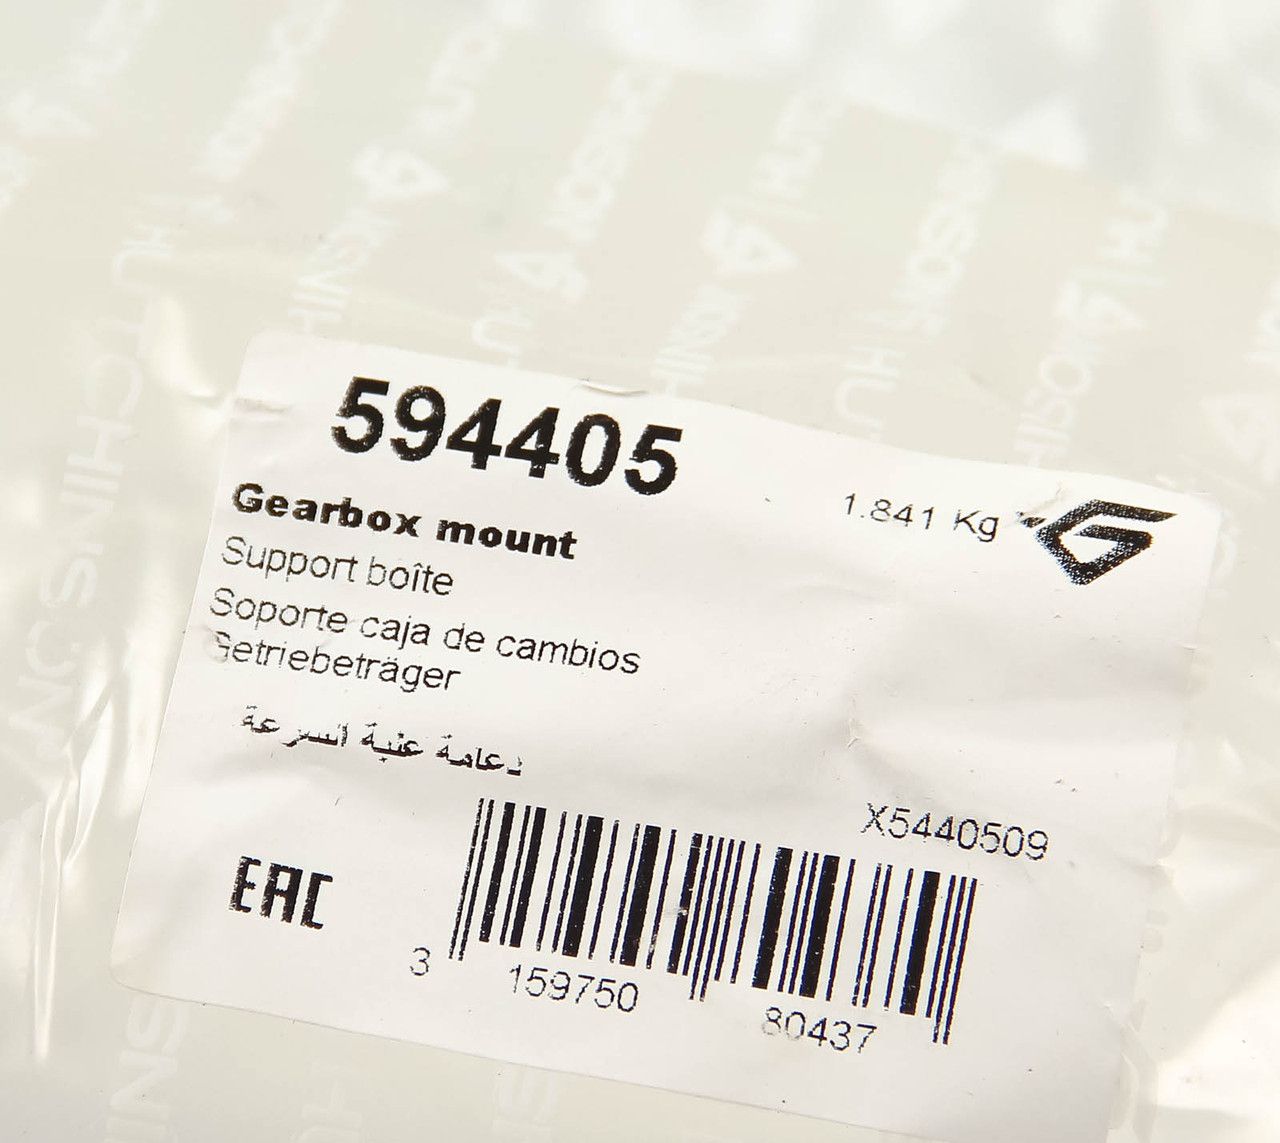 594405
1.841 Kg
Gearbox mount
Support boîte
Soporte caja de cambios
Getriebeträger
دعامة علبة السرعة
X5440509
EAC
3 159750 80437
HUTCHINSON